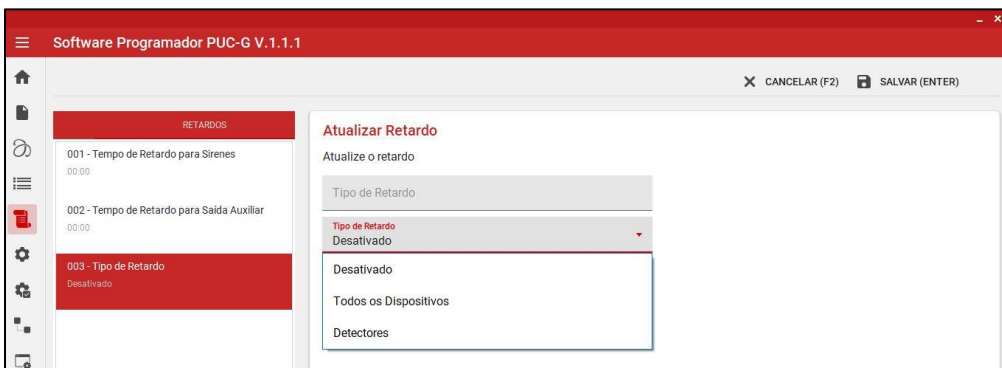 Software Programador PUC-G V.1.1.1
CANCELAR (F2) SALVAR (ENTER)
RETARDOS
001 - Tempo de Retardo para Sirenes
00:00
002 - Tempo de Retardo para Saída Auxiliar
00:00
003 - Tipo de Retardo
Desativado
Atualizar Retardo
Atualize o retardo
Tipo de Retardo
Tipo de Retardo
Desativado
Desativado
Todos os Dispositivos
Detectores